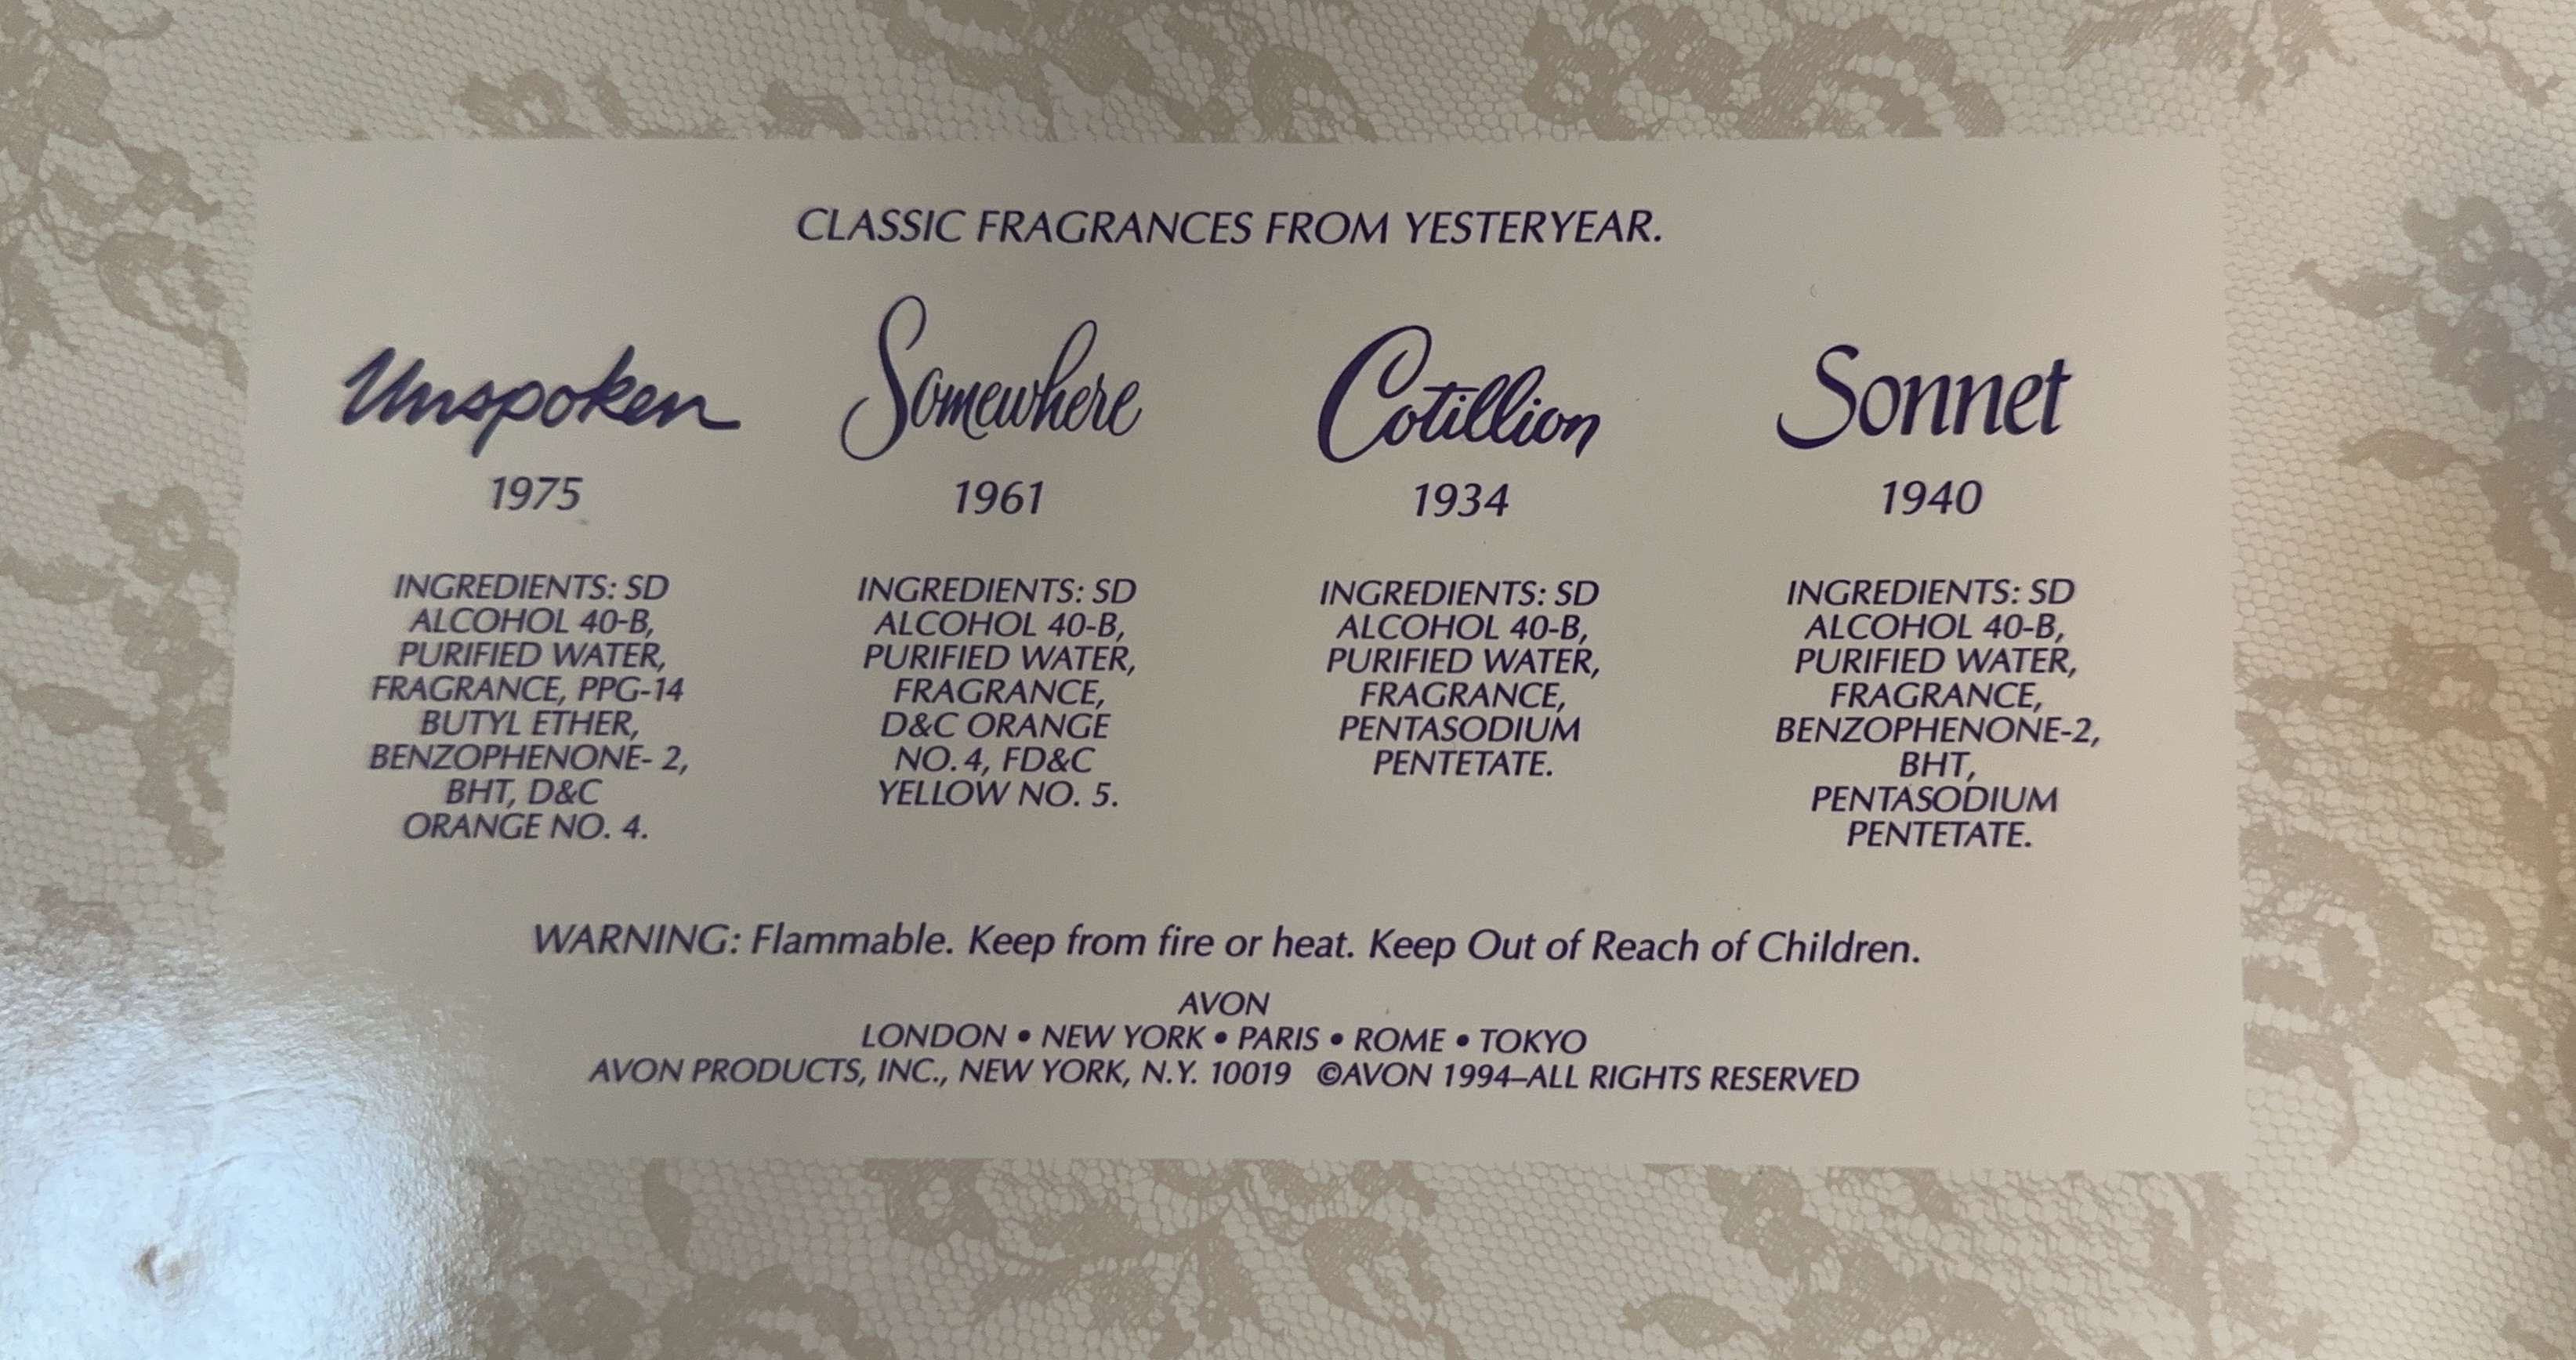 CLASSIC FRAGRANCES FROM YESTERYEAR.
Unspoken
1975
INGREDIENTS: SD
ALCOHOL 40-B,
PURIFIED WATER,
FRAGRANCE, PPG-14
BUTYL ETHER,
BENZOPHENONE- 2,
BHT, D&C
ORANGE NO. 4.
Somewhere
1961
INGREDIENTS: SD
ALCOHOL 40-B,
PURIFIED WATER,
FRAGRANCE,
D&C ORANGE
NO. 4, FD&C
YELLOW NO. 5.
Cotillion
1934
INGREDIENTS: SD
ALCOHOL 40-B,
PURIFIED WATER,
FRAGRANCE,
PENTASODIUM
PENTETATE.
Sonnet
1940
INGREDIENTS: SD
ALCOHOL 40-B,
PURIFIED WATER,
FRAGRANCE,
BENZOPHENONE-2,
BHT,
PENTASODIUM
PENTETATE.
WARNING: Flammable. Keep from fire or heat. Keep Out of Reach of Children.
AVON
LONDON • NEW YORK • PARIS • ROME • TOKYO
AVON PRODUCTS, INC., NEW YORK, N.Y. 10019 ©AVON 1994–ALL RIGHTS RESERVED